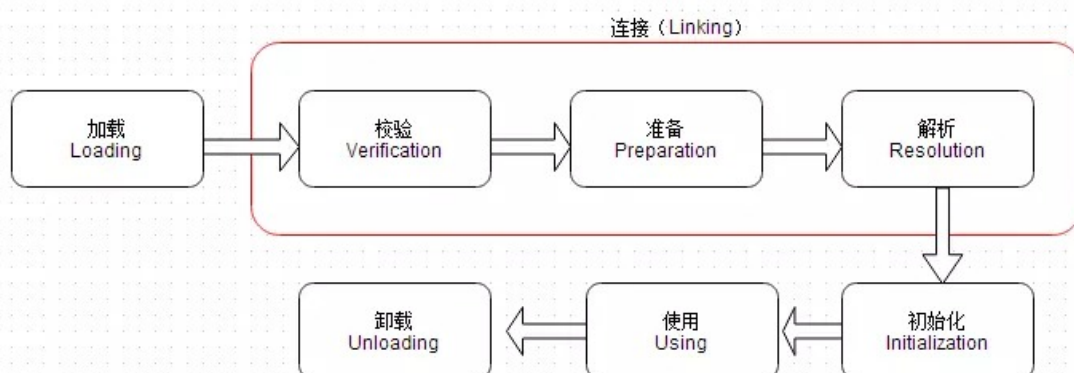 连接（Linking）
加载
Loading
校验
Verification
准备
Preparation
解析
Resolution
初始化
Initialization
使用
Using
卸载
Unloading